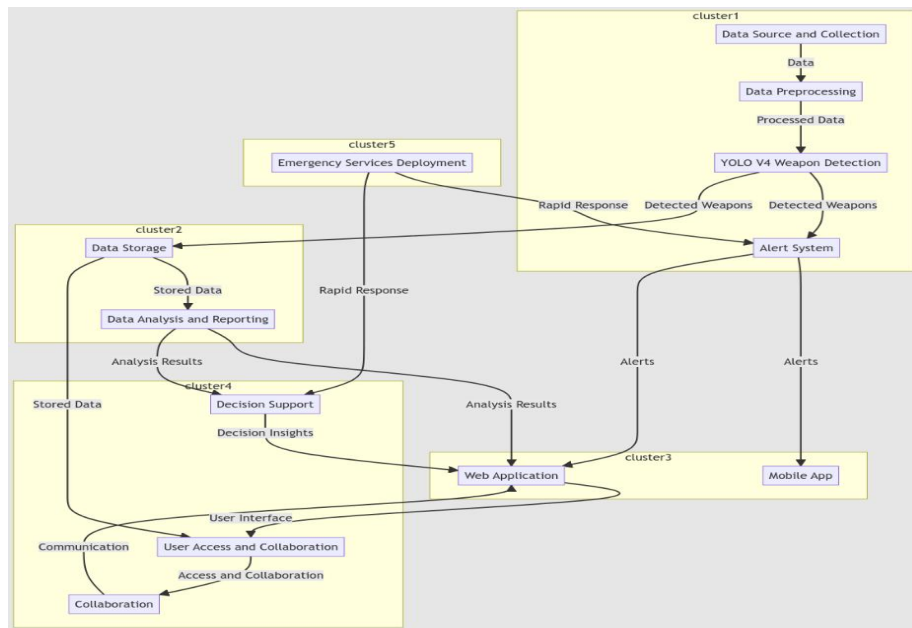 cluster1
Data Source and Collection
Data
Data Preprocessing
Processed Data
cluster5
Emergency Services Deployment
YOLO V4 Weapon Detection
Rapid Response
Detected Weapons
Detected Weapons
cluster2
Data Storage
Alert System
Stored Data
Rapid Response
Data Analysis and Reporting
Analysis Results
Alerts
Alerts
cluster4
Stored Data
Decision Support
Analysis Results
Decision Insights
cluster3
Web Application
Mobile App
User Interface
Communication
User Access and Collaboration
Access and Collaboration
Collaboration